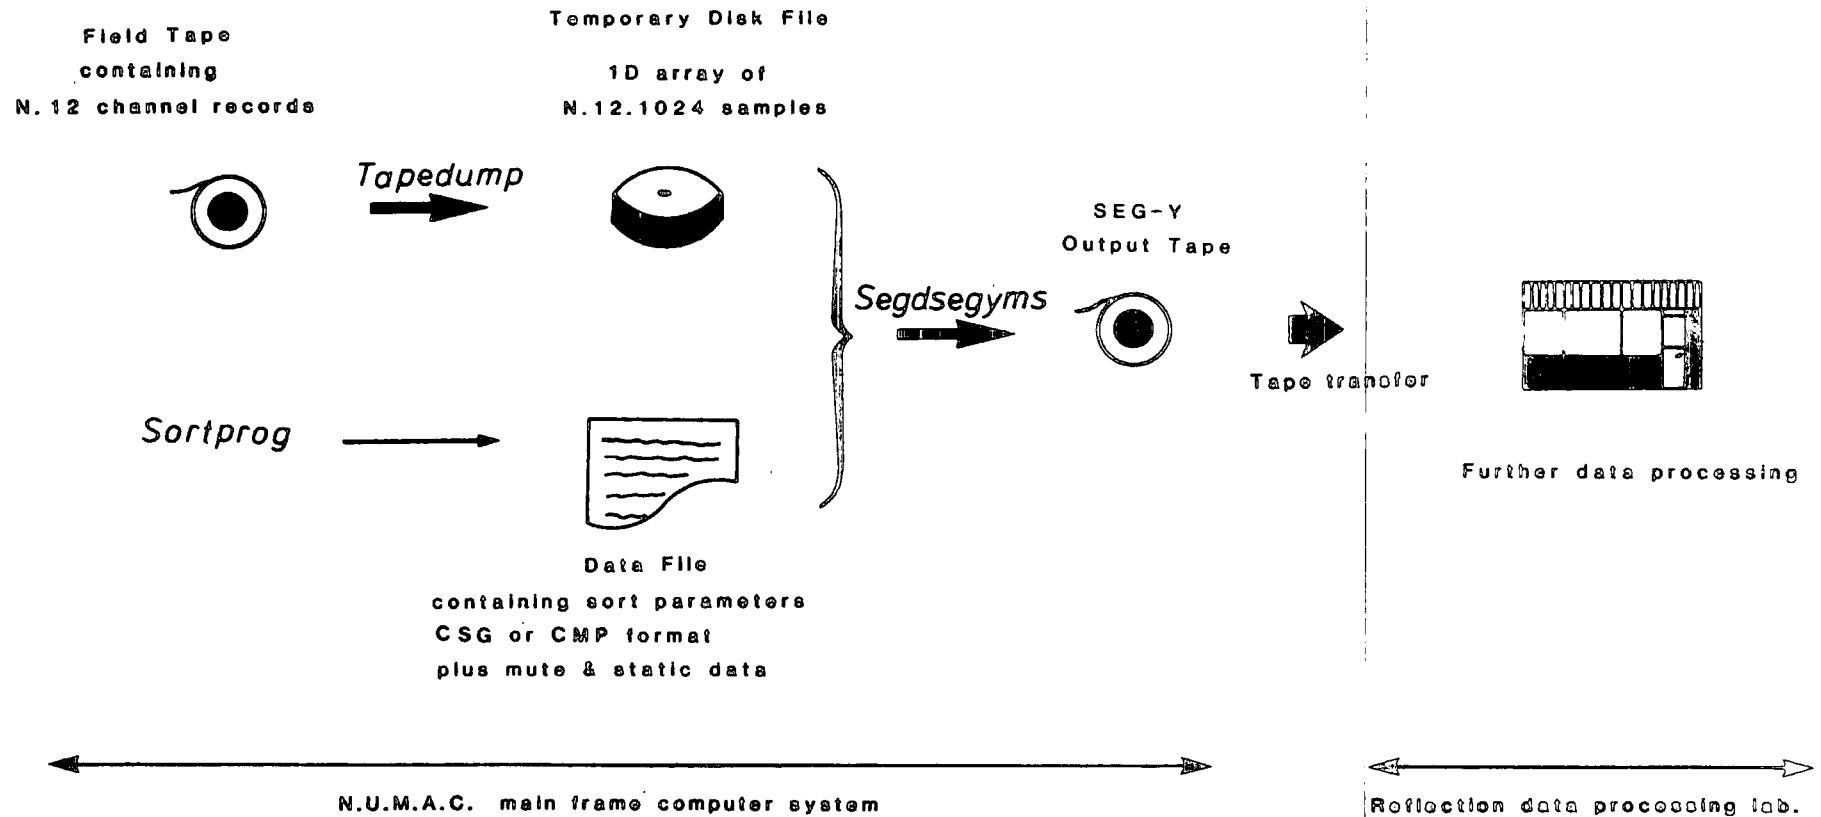 Field Tape
containing
N.12 channel records
Temporary Disk File
1D array of
N.12.1024 samples
Tapedump
Segdsegyms
SEG-Y
Output Tape
Tape transfer
Sortprog
Further data processing
Data File
containing sort parameters
CSG or CMP format
plus mute & static data
N.U.M.A.C. main frame computer system
Reflection data processing lab.